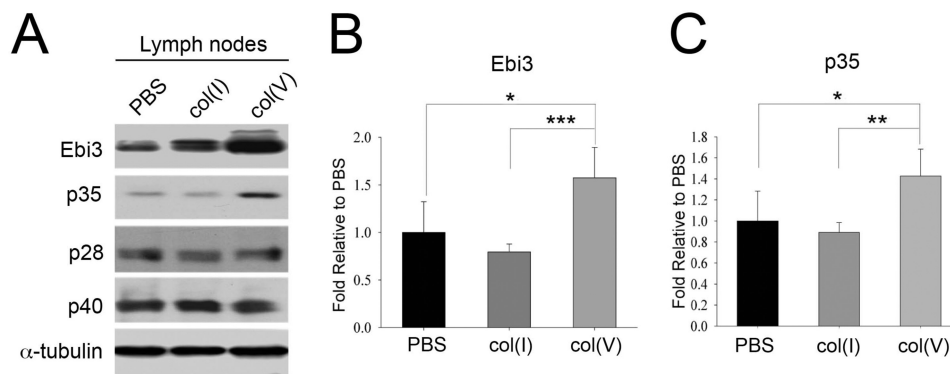 A
Lymph nodes
PBS
col(I)
col(V)
Ebi3
p35
p28
p40
α-tubulin
B
Ebi3
*
***
Fold Relative to PBS
2.0
1.5
1.0
0.5
0.0
PBS
col(I)
col(V)
C
p35
*
**
Fold Relative to PBS
1.8
1.6
1.4
1.2
1.0
0.8
0.6
0.4
0.2
0.0
PBS
col(I)
col(V)